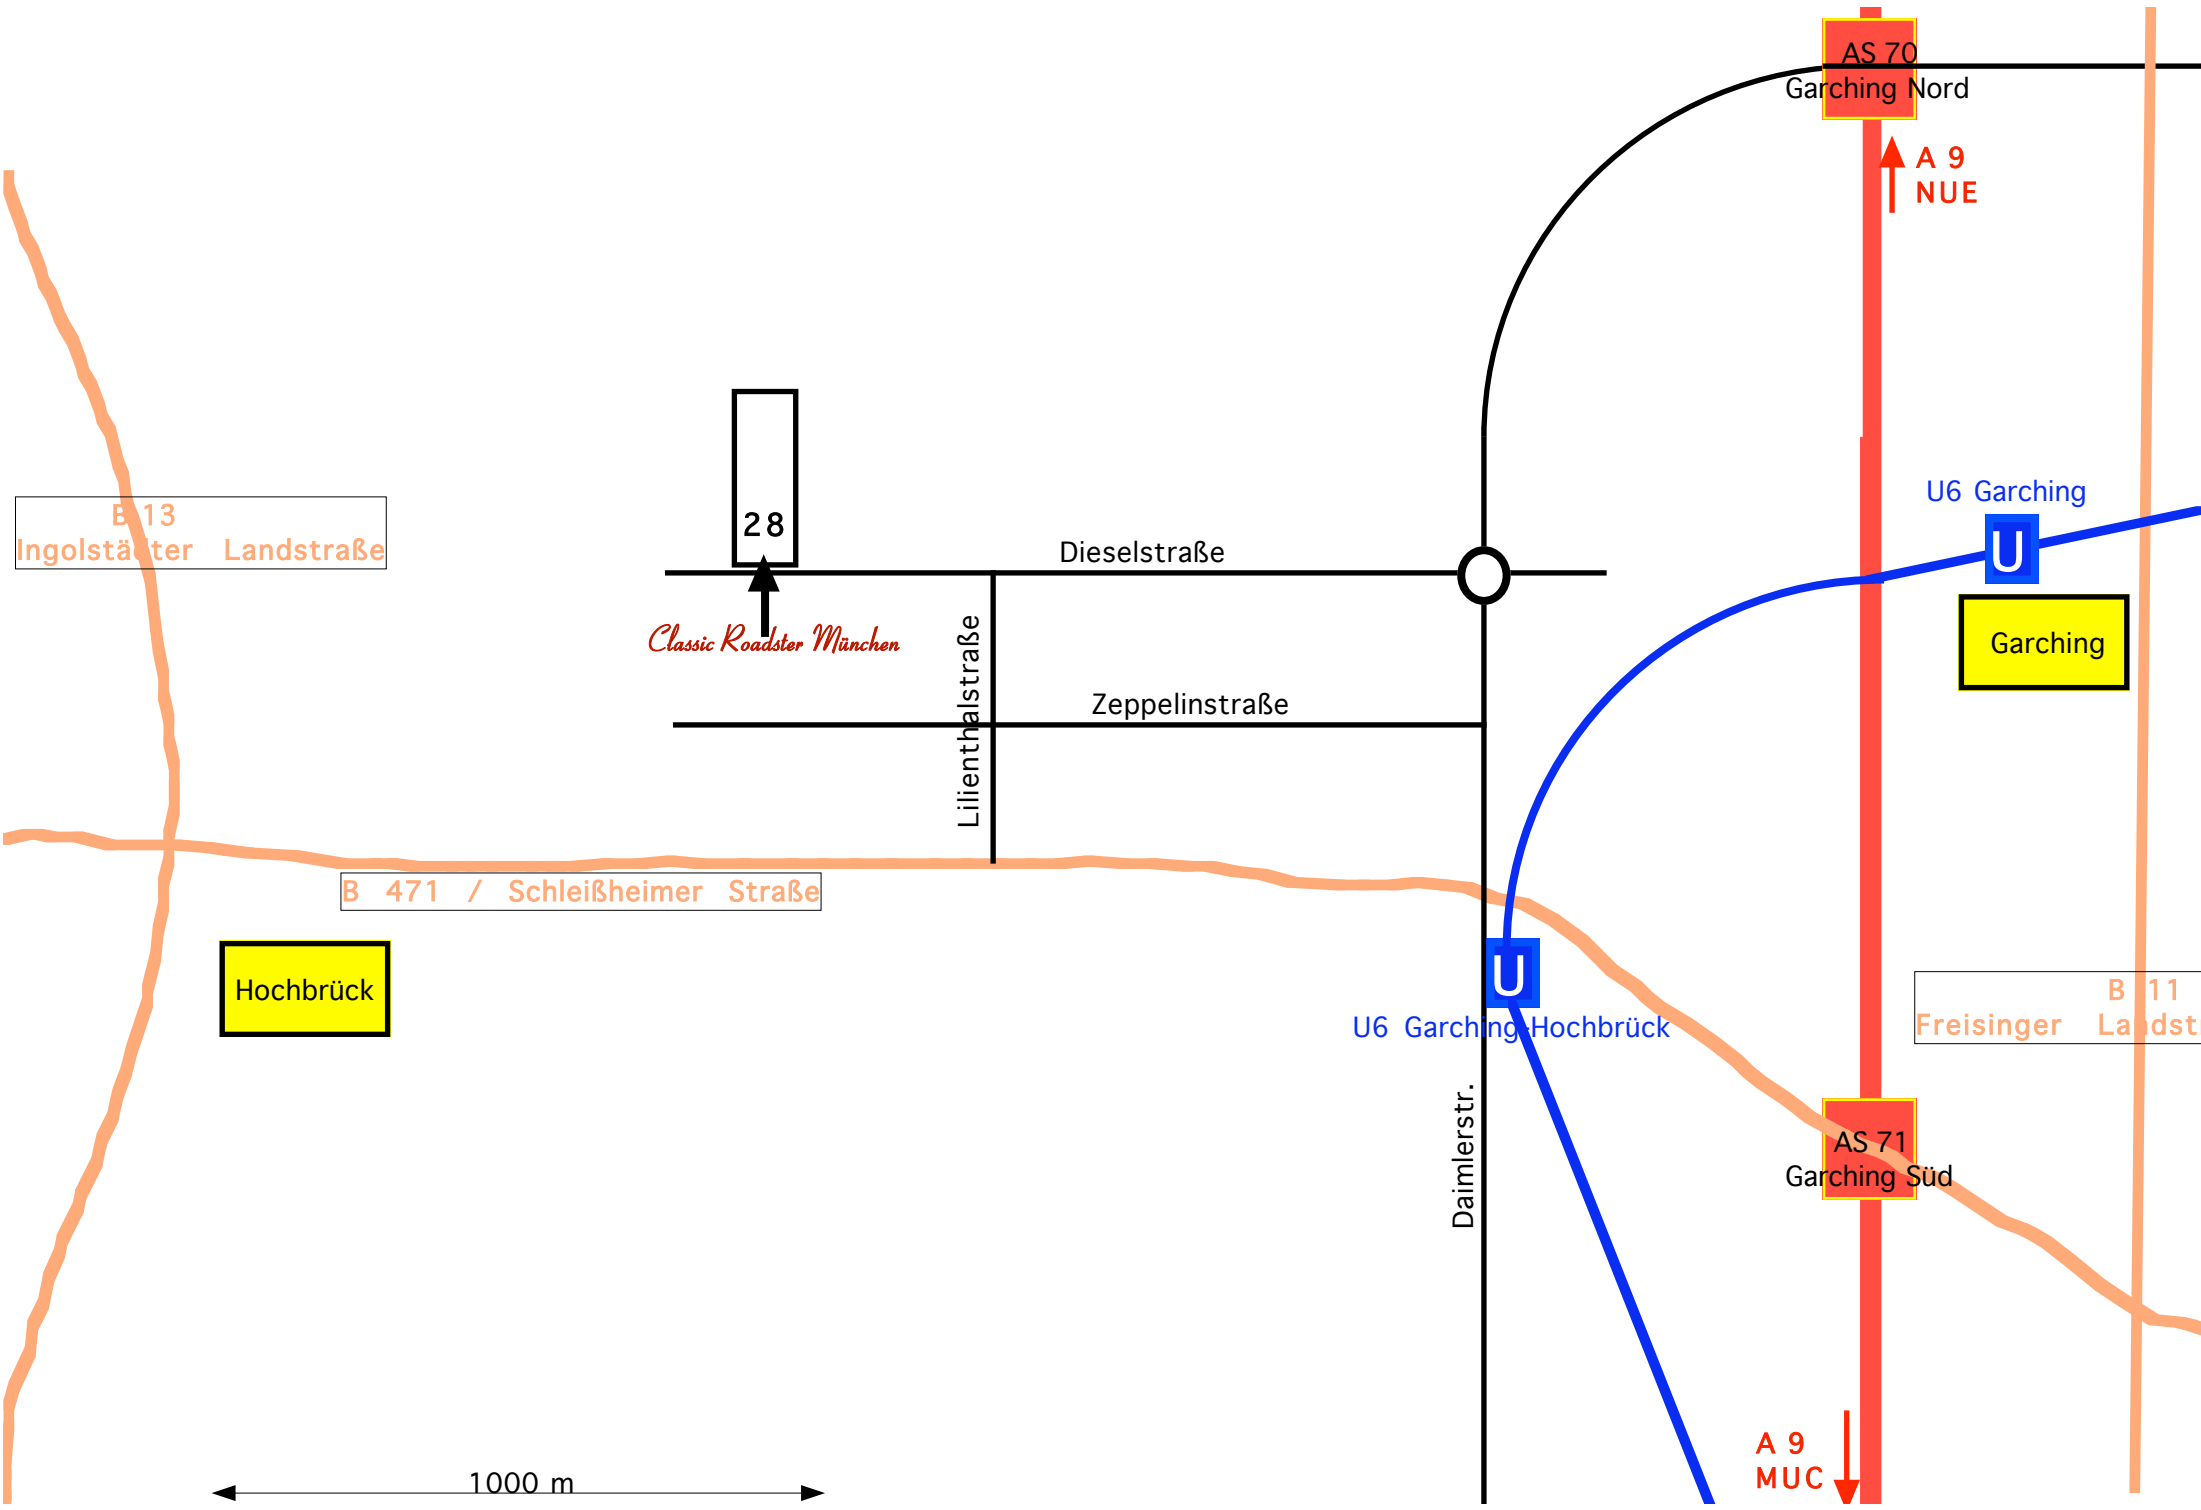 AS 70
Garching Nord
A 9
NUE
U6 Garching
U
B 13
Ingolstädter Landstraße
28
Dieselstraße
Classic Roadster München
Lilienthalstraße
Garching
Zeppelinstraße
B 471 / Schleißheimer Straße
Hochbrück
U
U6 Garching-Hochbrück
B 11
Freisinger Landst
Daimlerstr.
AS 71
Garching Süd
A 9
MUC
1000 m